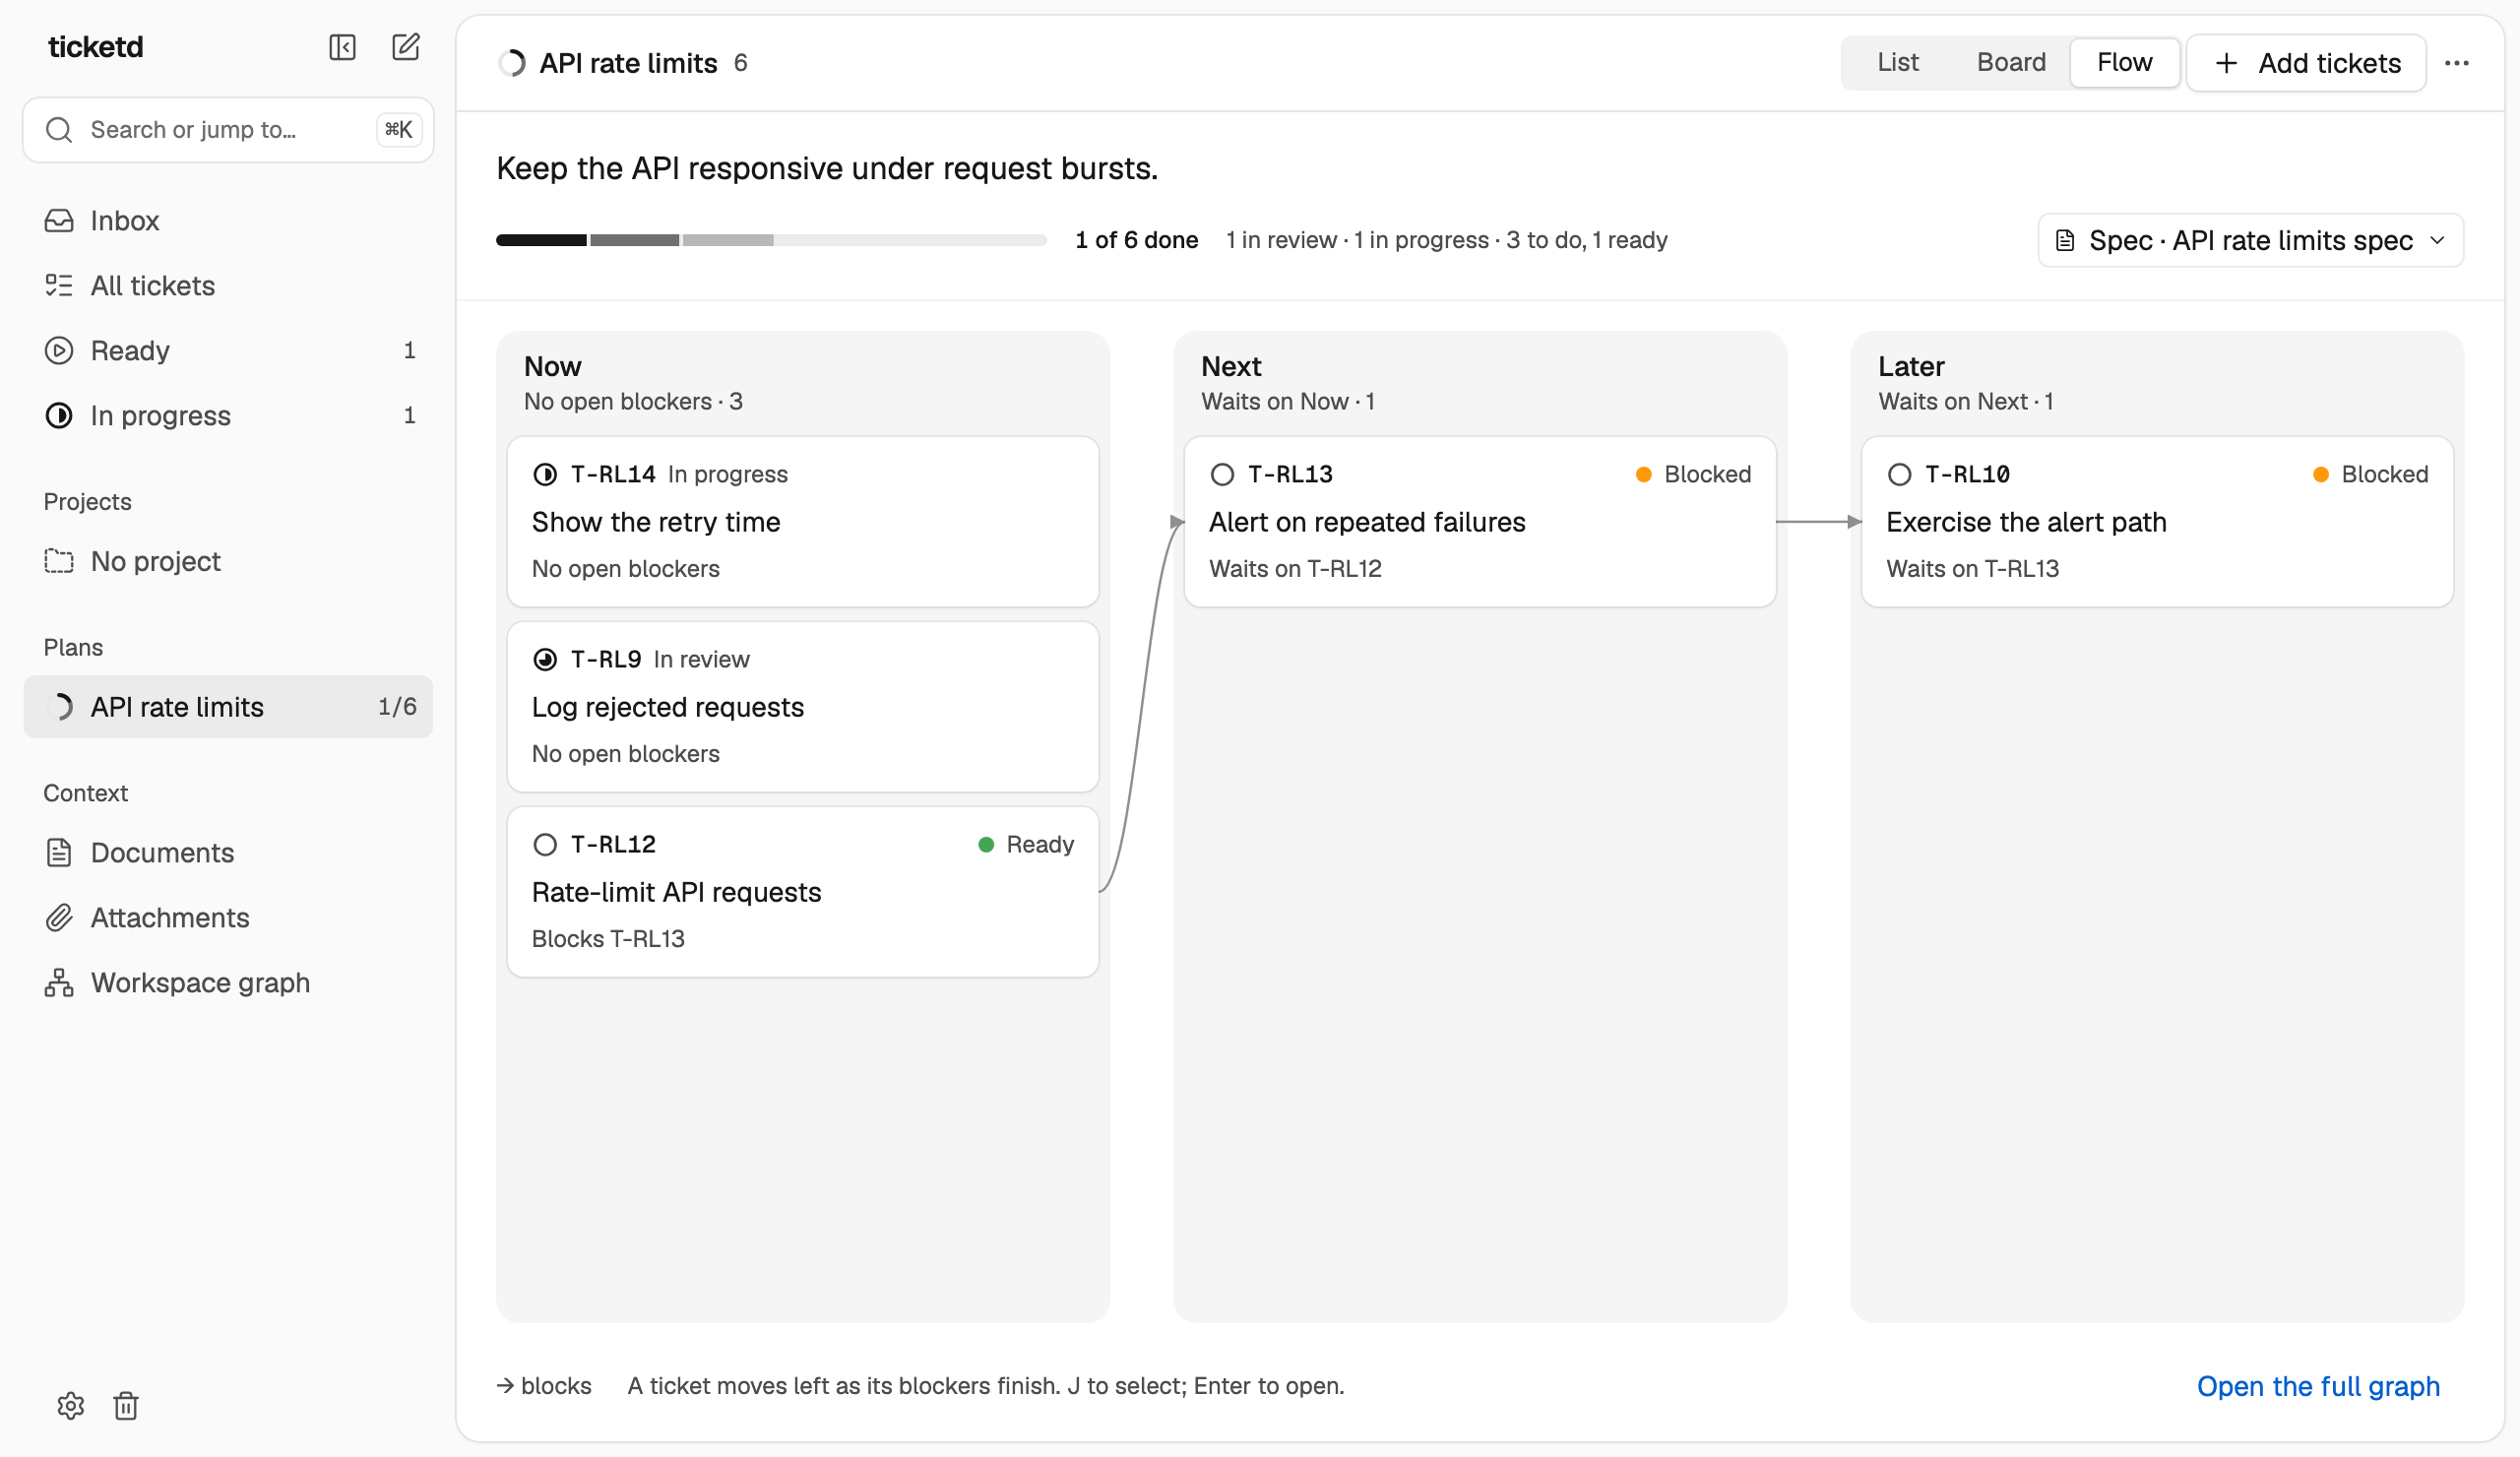 ticketd
Search or jump to...
⌘K
Inbox
All tickets
Ready 1
In progress 1
Projects
No project
Plans
API rate limits 1/6
Context
Documents
Attachments
Workspace graph
API rate limits 6
List
Board
Flow
+ Add tickets
Keep the API responsive under request bursts.
1 of 6 done 1 in review · 1 in progress · 3 to do, 1 ready
Spec · API rate limits spec
Now
No open blockers · 3
T-RL14 In progress
Show the retry time
No open blockers
T-RL9 In review
Log rejected requests
No open blockers
T-RL12 Ready
Rate-limit API requests
Blocks T-RL13
Next
Waits on Now · 1
T-RL13 Blocked
Alert on repeated failures
Waits on T-RL12
Later
Waits on Next · 1
T-RL10 Blocked
Exercise the alert path
Waits on T-RL13
→ blocks A ticket moves left as its blockers finish. J to select; Enter to open.
Open the full graph